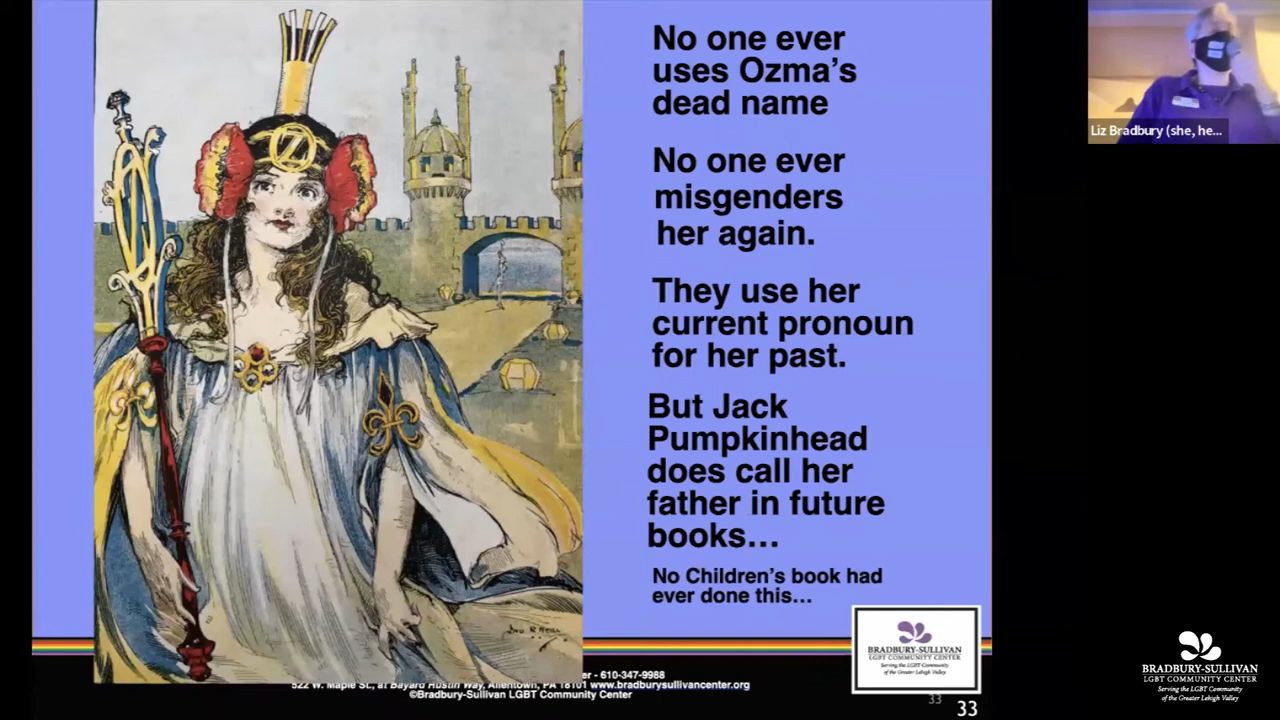 No one ever
uses Ozma's
dead name
No one ever
misgenders
her again.
They use her
current pronoun
for her past.
But Jack
Pumpkinhead
does call her
father in future
books...
No Children's book had
ever done this...
OZ
Jno R Neill
BRADBURY-SULLIVAN
LGBT COMMUNITY CENTER
Serving the LGBT Community
of the Greater Lehigh Valley
er - 610-347-9988
522 W. Maple St., at Bayard Rustin Way, Allentown, PA 18101 www.bradburysullivancenter.org
©Bradbury-Sullivan LGBT Community Center
33
33
Liz Bradbury (she, he...
BRADBURY-SULLIVAN
LGBT COMMUNITY CENTER
Serving the LGBT Community
of the Greater Lehigh Valley